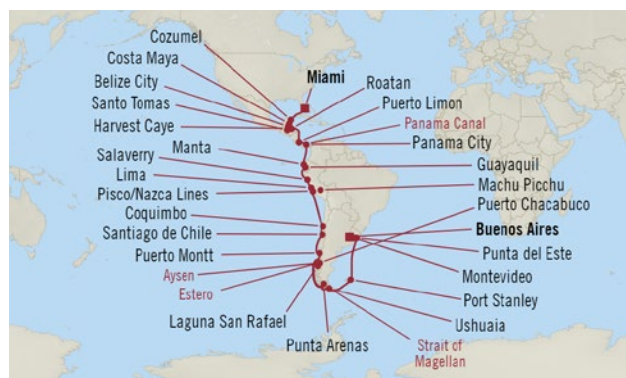 Cozumel
Costa Maya
Belize City
Santo Tomas
Harvest Caye
Manta
Salaverry
Lima
Pisco/Nazca Lines
Coquimbo
Santiago de Chile
Puerto Montt
Aysen
Estero
Laguna San Rafael
Punta Arenas
Miami
Roatan
Puerto Limon
Panama Canal
Panama City
Guayaquil
Machu Picchu
Puerto Chacabuco
Buenos Aires
Punta del Este
Montevideo
Port Stanley
Ushuaia
Strait of
Magellan